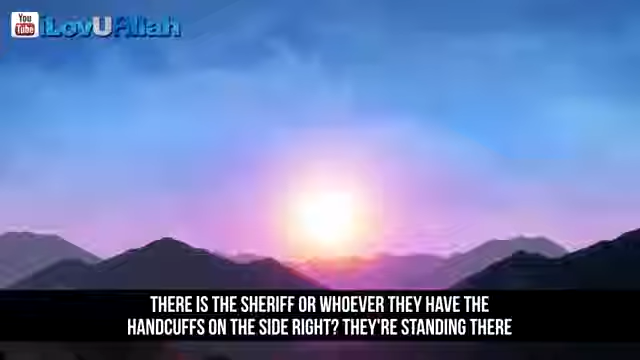 You
Tube
iLovUAllah
THERE IS THE SHERIFF OR WHOEVER THEY HAVE THE
HANDCUFFS ON THE SIDE RIGHT? THEY'RE STANDING THERE